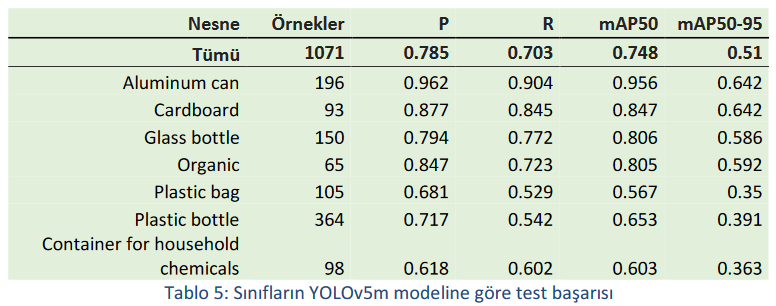 Nesne Örnekler P R mAP50 mAP50-95
Tümü 1071 0.785 0.703 0.748 0.51
Aluminum can 196 0.962 0.904 0.956 0.642
Cardboard 93 0.877 0.845 0.847 0.642
Glass bottle 150 0.794 0.772 0.806 0.586
Organic 65 0.847 0.723 0.805 0.592
Plastic bag 105 0.681 0.529 0.567 0.35
Plastic bottle 364 0.717 0.542 0.653 0.391
Container for household
chemicals 98 0.618 0.602 0.603 0.363
Tablo 5: Sınıfların YOLOv5m modeline göre test başarısı